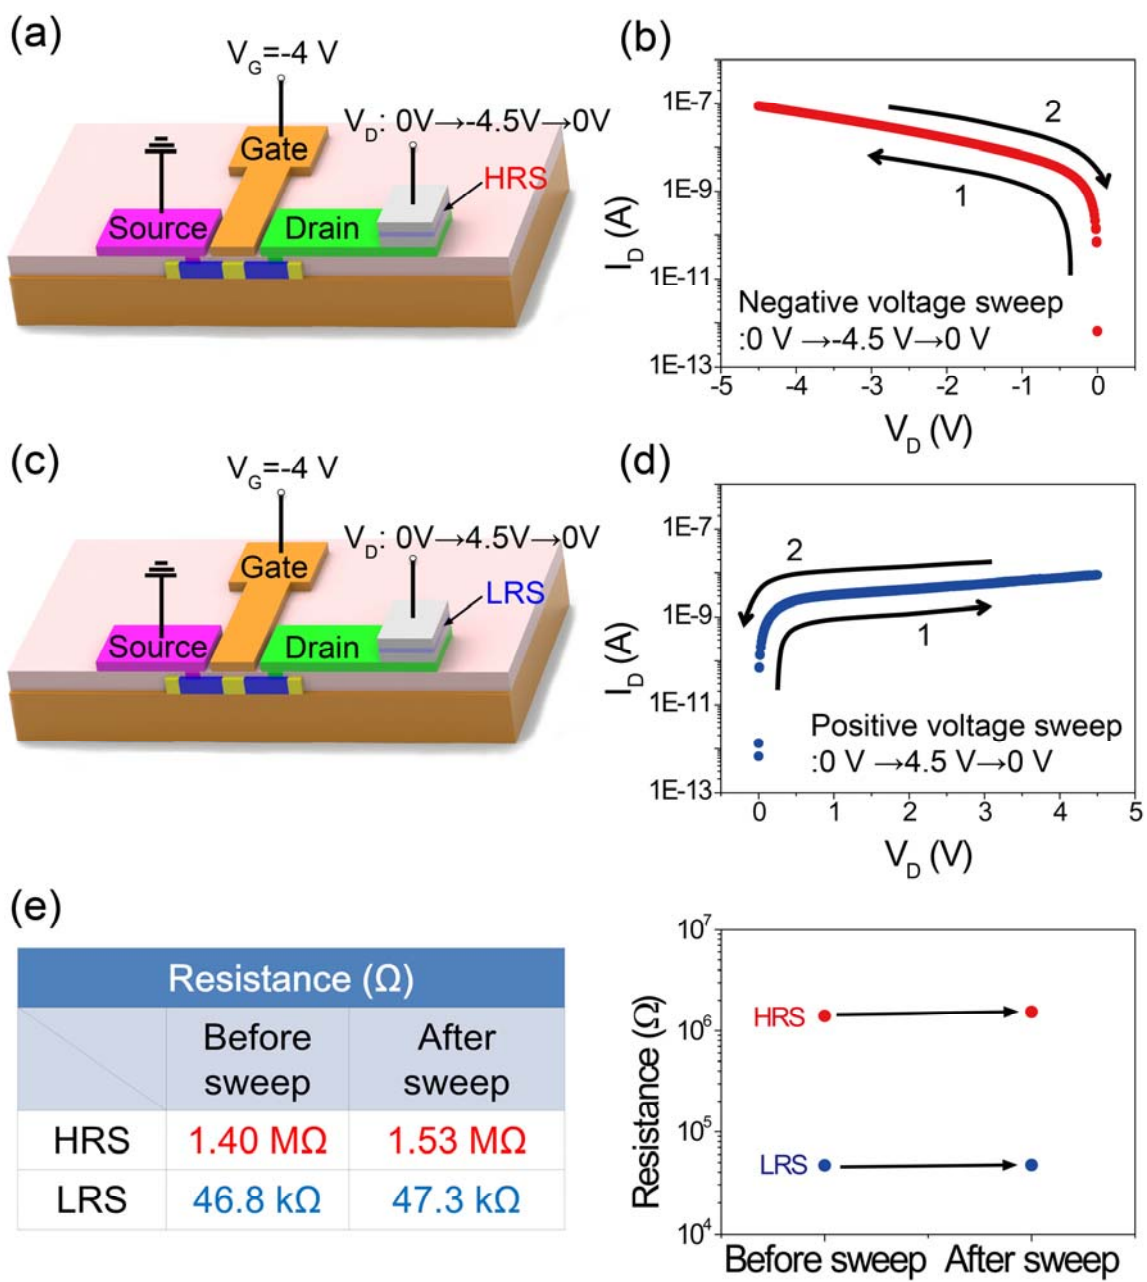 (a)
V_G=-4 V
V_D: 0V→-4.5V→0V
Gate
HRS
Source
Drain
(b)
1E-7
1E-9
1E-11
1E-13
I_D (A)
2
1
Negative voltage sweep
:0 V →-4.5 V→0 V
-5
-4
-3
-2
-1
0
V_D (V)
(c)
V_G=-4 V
V_D: 0V→4.5V→0V
Gate
LRS
Source
Drain
(d)
1E-7
1E-9
1E-11
1E-13
I_D (A)
2
1
Positive voltage sweep
:0 V →4.5 V→0 V
0
1
2
3
4
5
V_D (V)
(e)
Resistance (Ω)
Before sweep
After sweep
HRS
1.40 MΩ
1.53 MΩ
LRS
46.8 kΩ
47.3 kΩ
10^7
10^6
10^5
10^4
Resistance (Ω)
HRS
LRS
Before sweep
After sweep